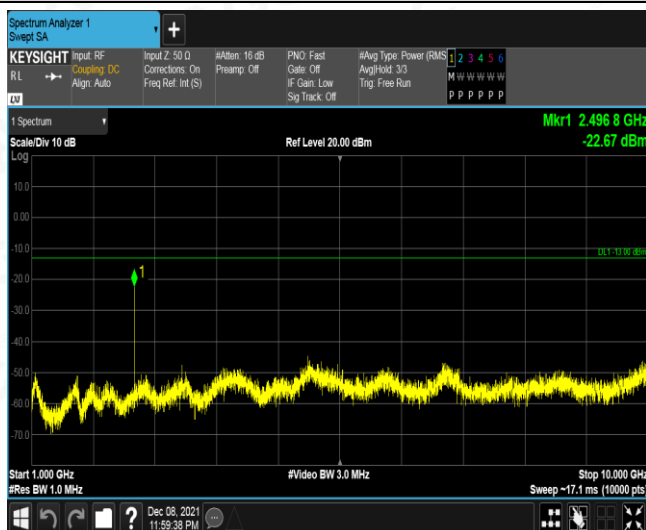 Spectrum Analyzer 1
Swept SA
+
KEYSIGHT Input: RF Input Z: 50 Ω #Atten: 16 dB PNO: Fast #Avg Type: Power (RMS 1 2 3 4 5 6
RL Coupling: DC Corrections: On Preamp: Off Gate: Off Avg|Hold: 3/3 M W W W W W
Align: Auto Freq Ref: Int (S) IF Gain: Low Trig: Free Run
LXI Sig Track: Off P P P P P P
1 Spectrum Mkr1 2.496 8 GHz
Scale/Div 10 dB Ref Level 20.00 dBm -22.67 dBm
Log
10.0
0.00
-10.0 DL1 -13.00 dBm
-20.0 1
-30.0
-40.0
-50.0
-60.0
-70.0
Start 1.000 GHz #Video BW 3.0 MHz Stop 10.000 GHz
#Res BW 1.0 MHz Sweep ~17.1 ms (10000 pts)
? Dec 08, 2021
11:59:38 PM